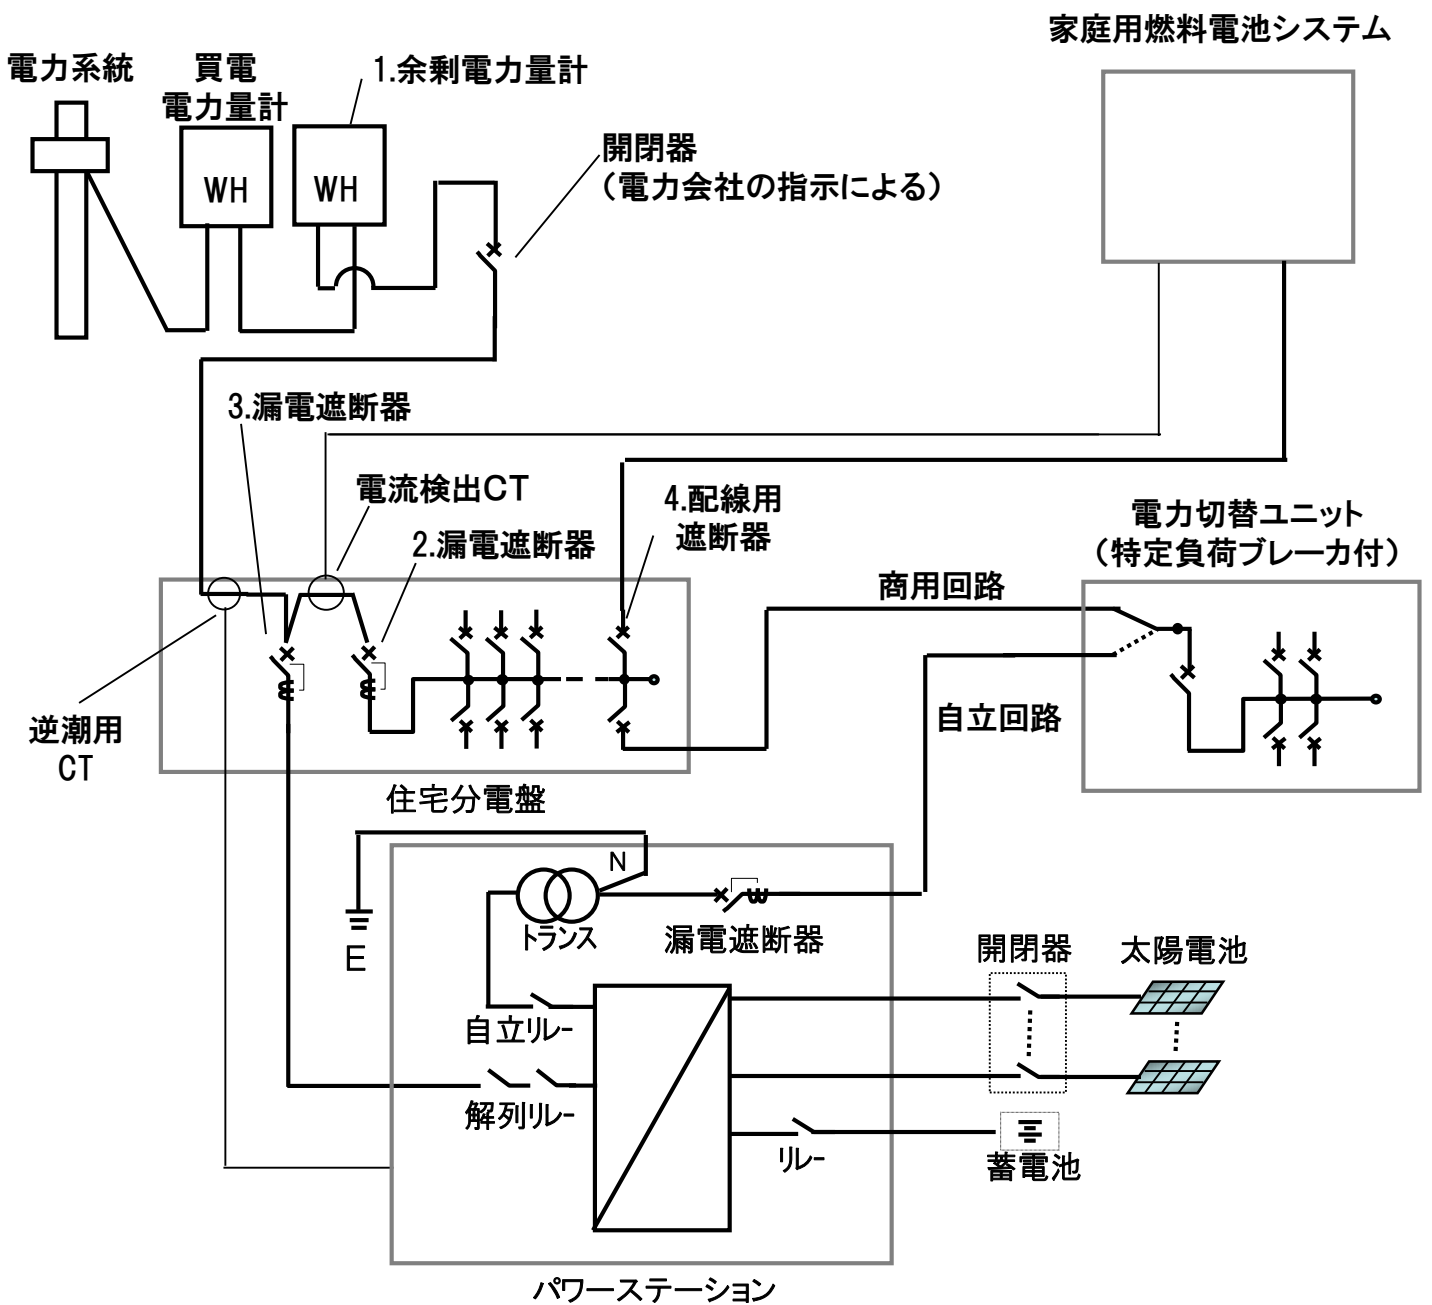 家庭用燃料電池システム
電力系統
買電
電力量計
1.余剰電力量計
WH
WH
開閉器
（電力会社の指示による）
3.漏電遮断器
電流検出CT
2.漏電遮断器
4.配線用
遮断器
電力切替ユニット
（特定負荷ブレーカ付）
商用回路
自立回路
逆潮用
CT
住宅分電盤
N
E
トランス
漏電遮断器
開閉器
太陽電池
自立リレー
解列リレー
リレー
蓄電池
パワーステーション